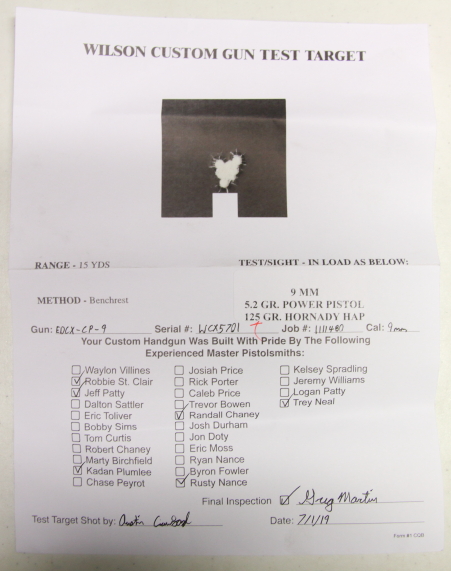 WILSON CUSTOM GUN TEST TARGET
RANGE - 15 YDS
TEST/SIGHT - IN LOAD AS BELOW:
METHOD - Benchrest
9 MM
5.2 GR. POWER PISTOL
125 GR. HORNADY HAP
Gun: EDCX-CP-9 Serial #: WCX5701 Job #: 1111480 Cal: 9mm
Your Custom Handgun Was Built With Pride By The Following
Experienced Master Pistolsmiths:
Waylon Villines
Robbie St. Clair
Jeff Patty
Dalton Sattler
Eric Toliver
Bobby Sims
Tom Curtis
Robert Chaney
Marty Birchfield
Kadan Plumlee
Chase Peyrot
Josiah Price
Rick Porter
Caleb Price
Trevor Bowen
Randall Chaney
Josh Durham
Jon Doty
Eric Moss
Ryan Nance
Byron Fowler
Rusty Nance
Kelsey Spradling
Jeremy Williams
Logan Patty
Trey Neal
Final Inspection Greg Martin
Test Target Shot by: Austin
Date: 7/1/19
Form #1 CGB